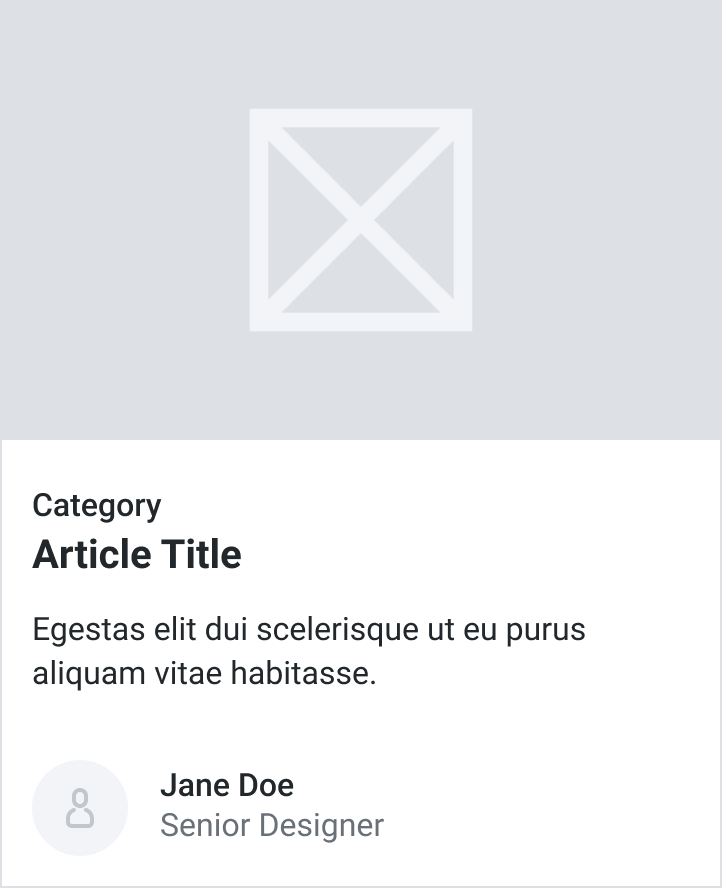 Category
Article Title
Egestas elit dui scelerisque ut eu purus
aliquam vitae habitasse.
Jane Doe
Senior Designer